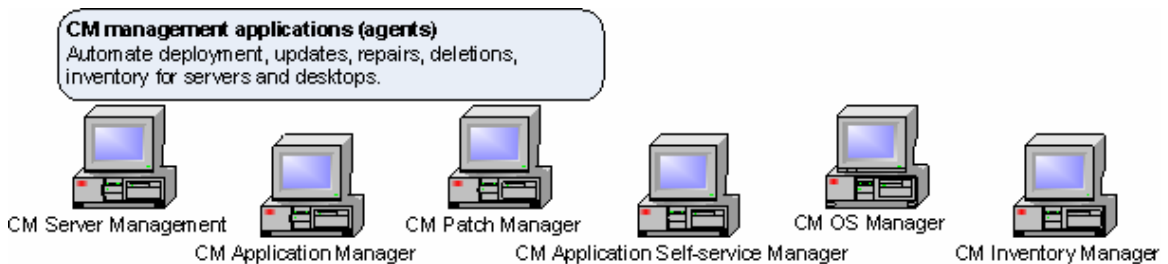 CM management applications (agents)
Automate deployment, updates, repairs, deletions,
inventory for servers and desktops.
CM Server Management
CM Application Manager
CM Patch Manager
CM Application Self-service Manager
CM OS Manager
CM Inventory Manager